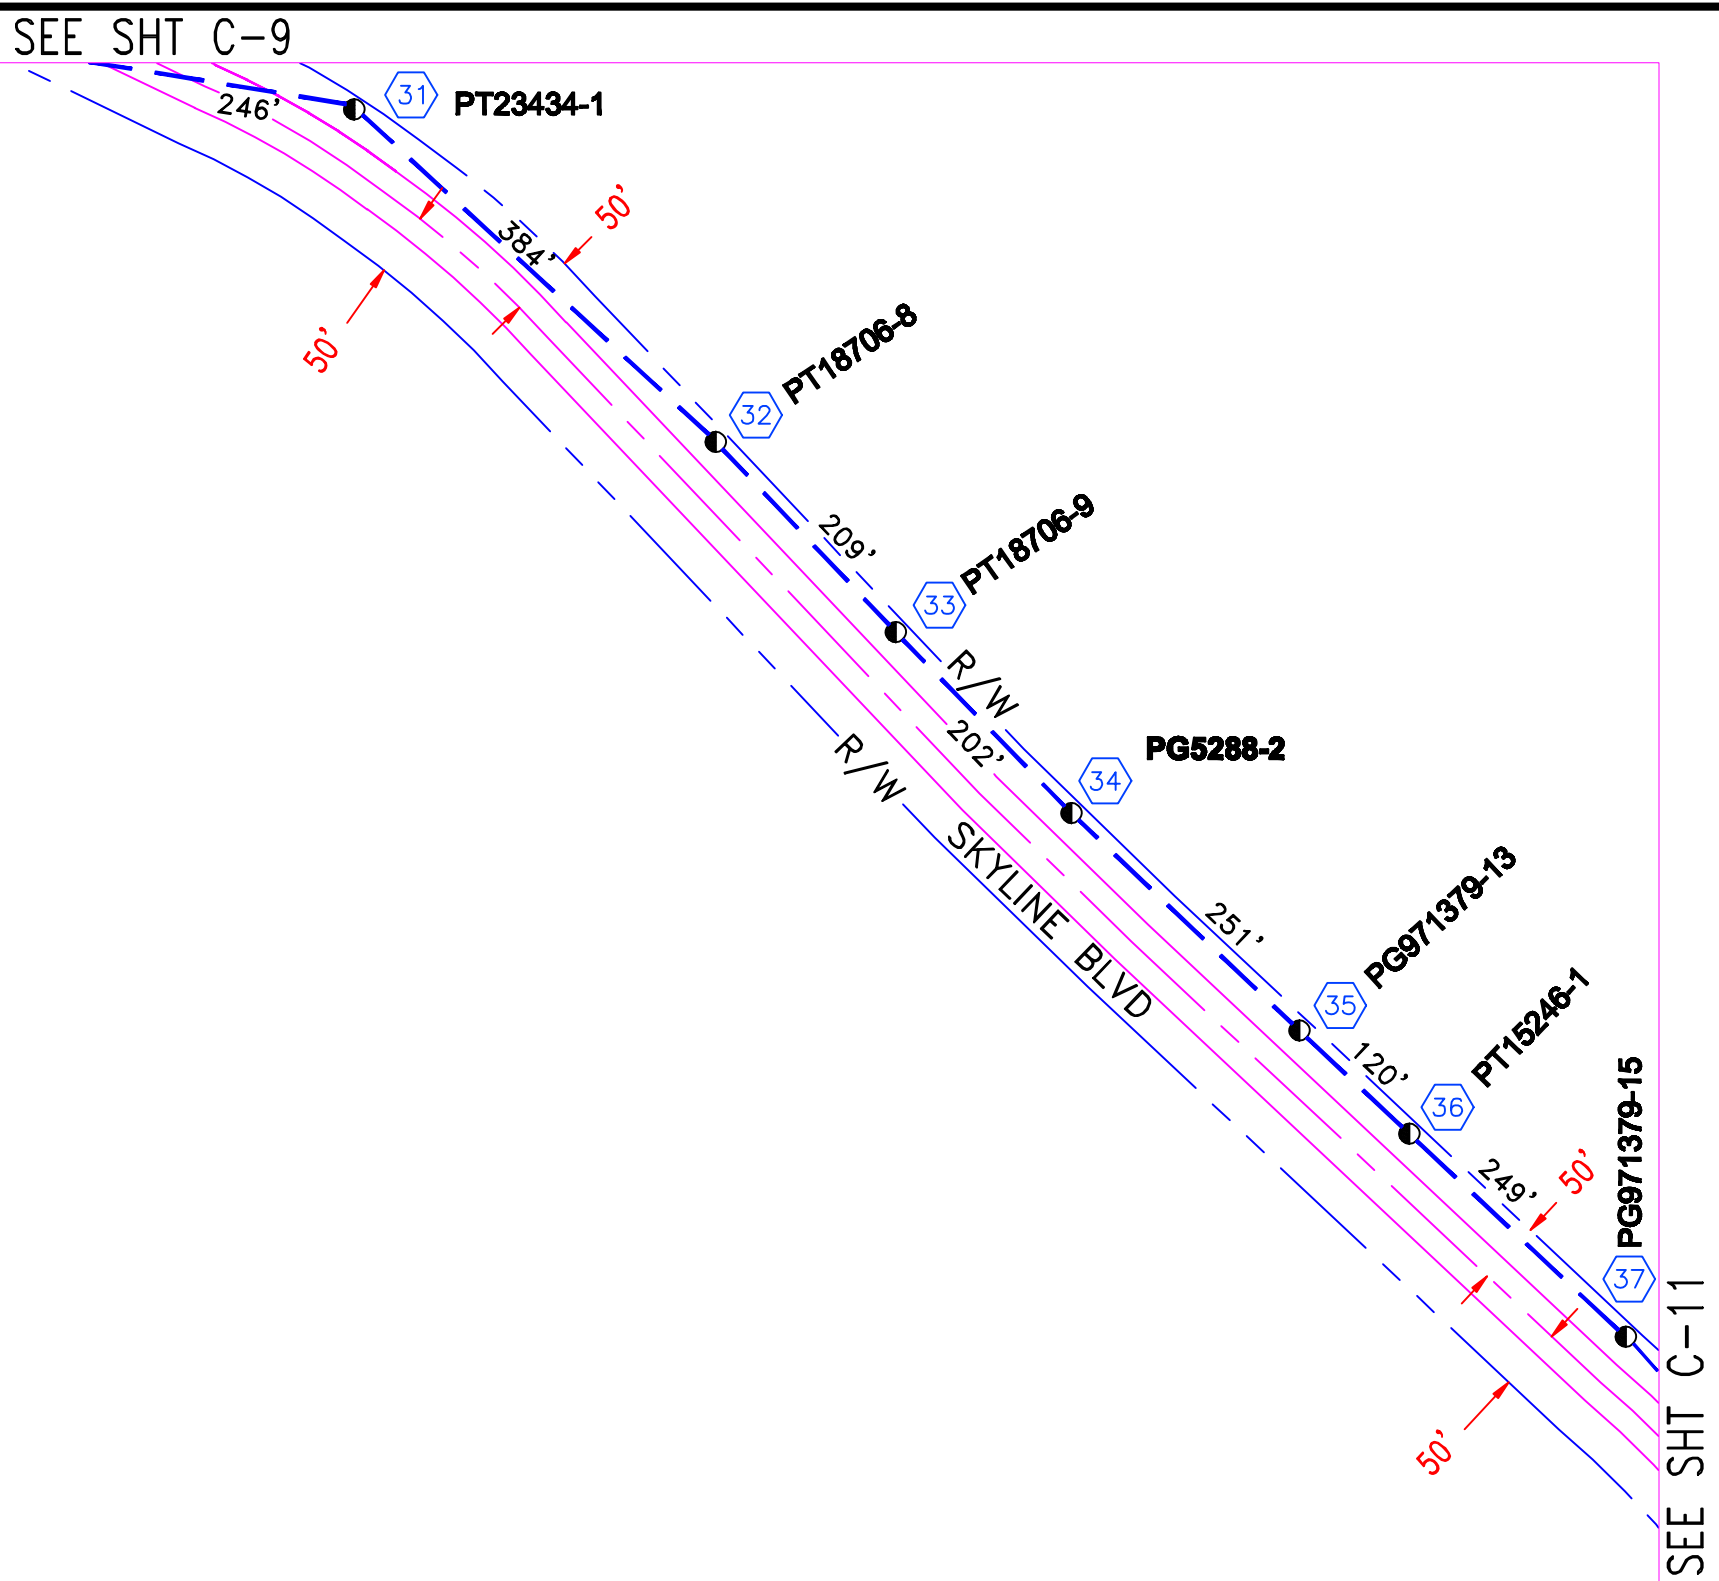 SEE SHT C-9
31
PT23434-1
246'
50'
384'
50'
PT18706-8
32
PT18706-9
209'
33
R/W
202'
PG5288-2
34
R/W
SKYLINE BLVD
251'
PG971379-13
35
PT15246-1
120'
36
PG971379-15
249'
50'
37
50'
SEE SHT C-11